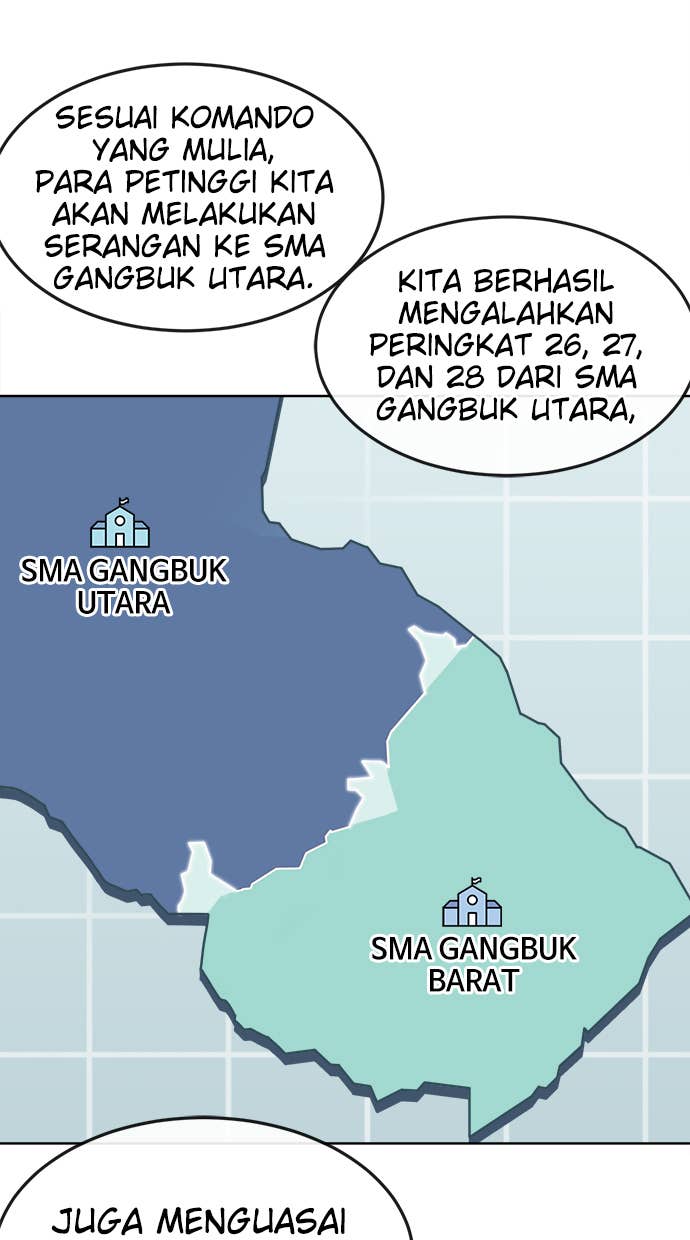 SESUAI KOMANDO
YANG MULIA,
PARA PETINGGI KITA
AKAN MELAKUKAN
SERANGAN KE SMA
GANGBUK UTARA.
KITA BERHASIL
MENGALAHKAN
PERINGKAT 26, 27,
DAN 28 DARI SMA
GANGBUK UTARA,
SMA GANGBUK
UTARA
SMA GANGBUK
BARAT
JUGA MENGUASAI